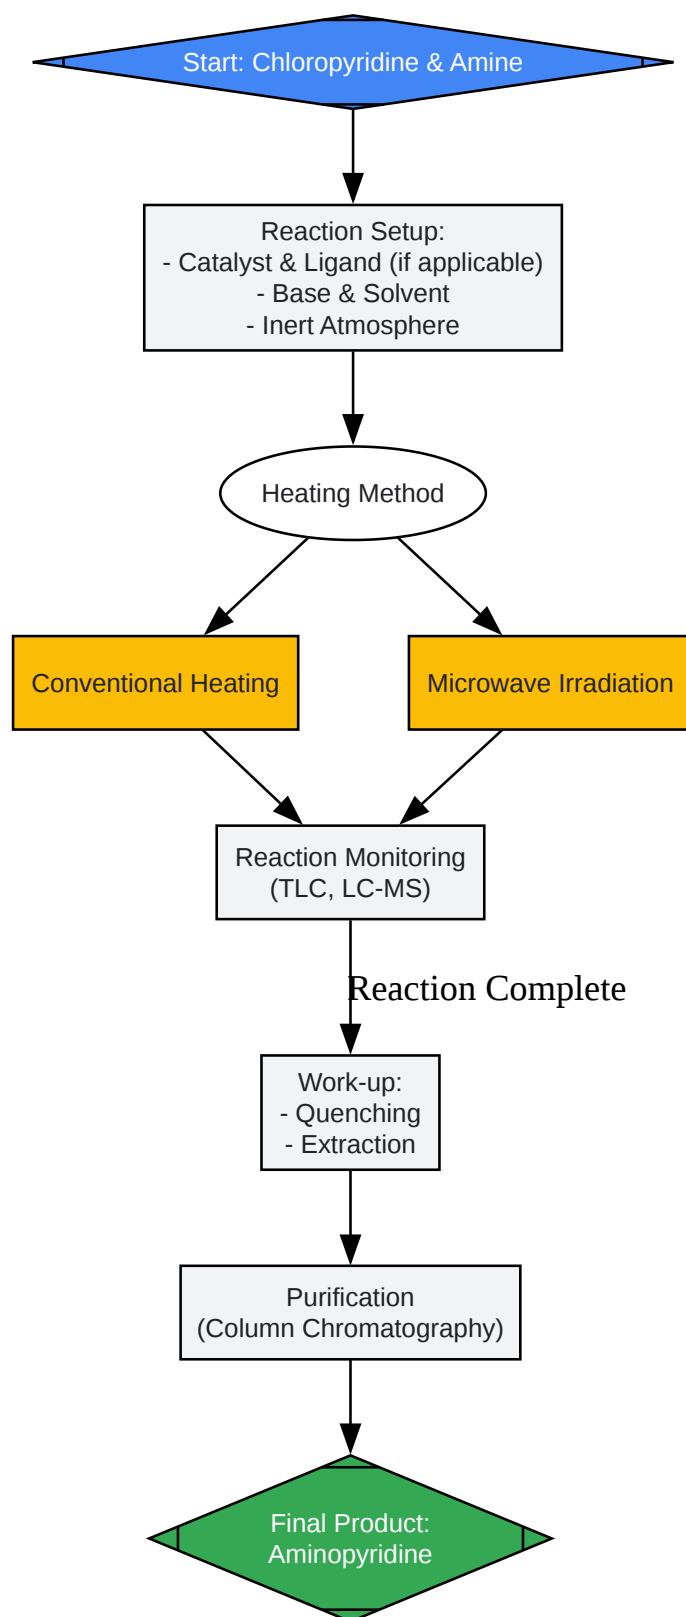 Start: Chloropyridine & Amine
Reaction Setup:
- Catalyst & Ligand (if applicable)
- Base & Solvent
- Inert Atmosphere
Heating Method
Conventional Heating
Microwave Irradiation
Reaction Monitoring
(TLC, LC-MS)
Reaction Complete
Work-up:
- Quenching
- Extraction
Purification
(Column Chromatography)
Final Product:
Aminopyridine